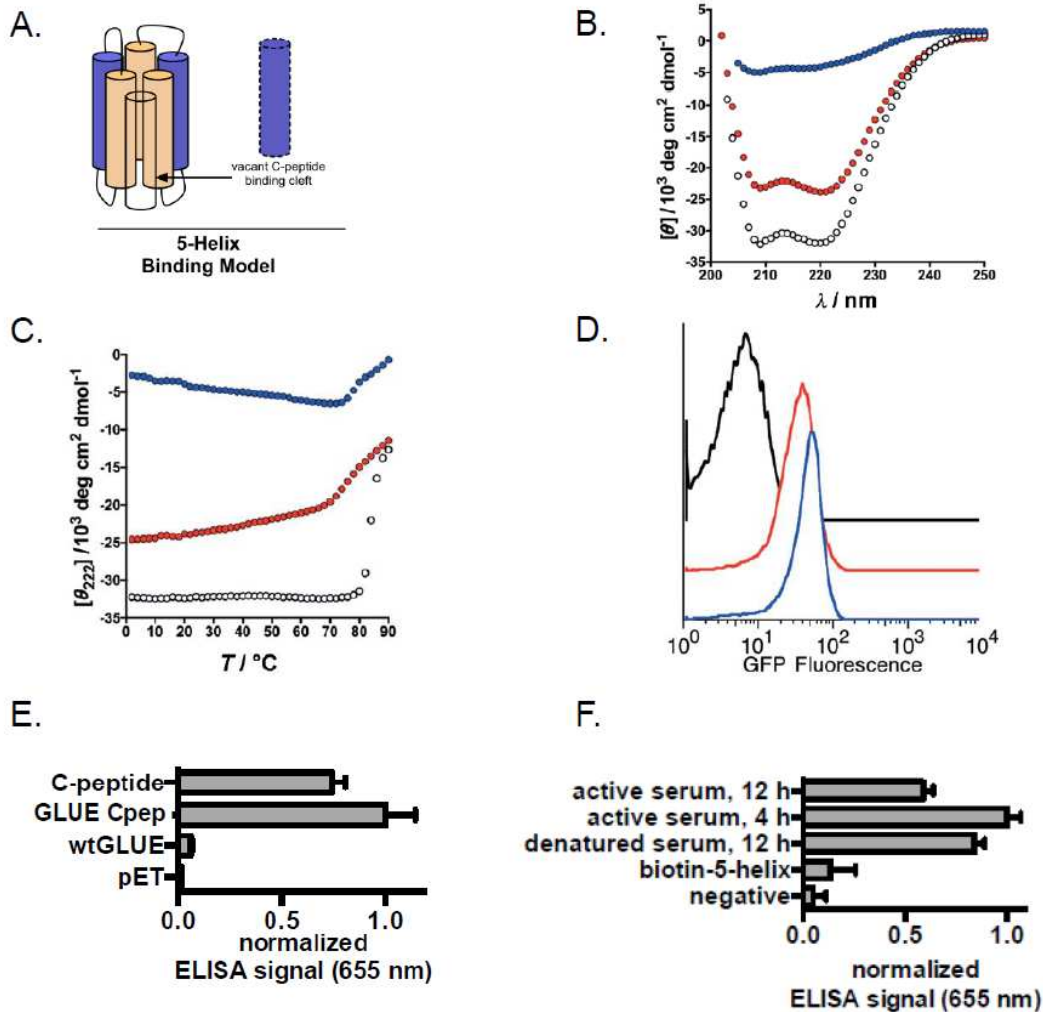 A.
vacant C-peptide
binding cleft
5-Helix
Binding Model
B.
[θ] /10³ deg cm² dmol⁻¹
5
0
-5
-10
-15
-20
-25
-30
-35
200
210
220
230
240
250
λ / nm
C.
[θ₂₂₂] /10³ deg cm² dmol⁻¹
0
-5
-10
-15
-20
-25
-30
-35
0
10
20
30
40
50
60
70
80
90
T / °C
D.
10⁰
10¹
10²
10³
10⁴
GFP Fluorescence
E.
C-peptide
GLUE Cpep
wtGLUE
pET
0.0
0.5
1.0
normalized
ELISA signal (655 nm)
F.
active serum, 12 h
active serum, 4 h
denatured serum, 12 h
biotin-5-helix
negative
0.0
0.5
1.0
normalized
ELISA signal (655 nm)